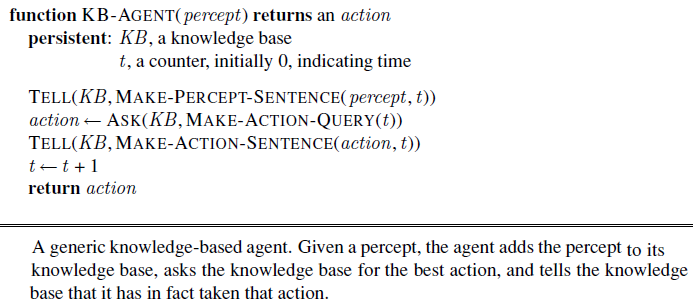 function KB-AGENT(percept) returns an action
persistent: KB, a knowledge base
t, a counter, initially 0, indicating time
TELL(KB, MAKE-PERCEPT-SENTENCE(percept, t))
action ← ASK(KB, MAKE-ACTION-QUERY(t))
TELL(KB, MAKE-ACTION-SENTENCE(action, t))
t ← t + 1
return action
A generic knowledge-based agent. Given a percept, the agent adds the percept to its
knowledge base, asks the knowledge base for the best action, and tells the knowledge
base that it has in fact taken that action.